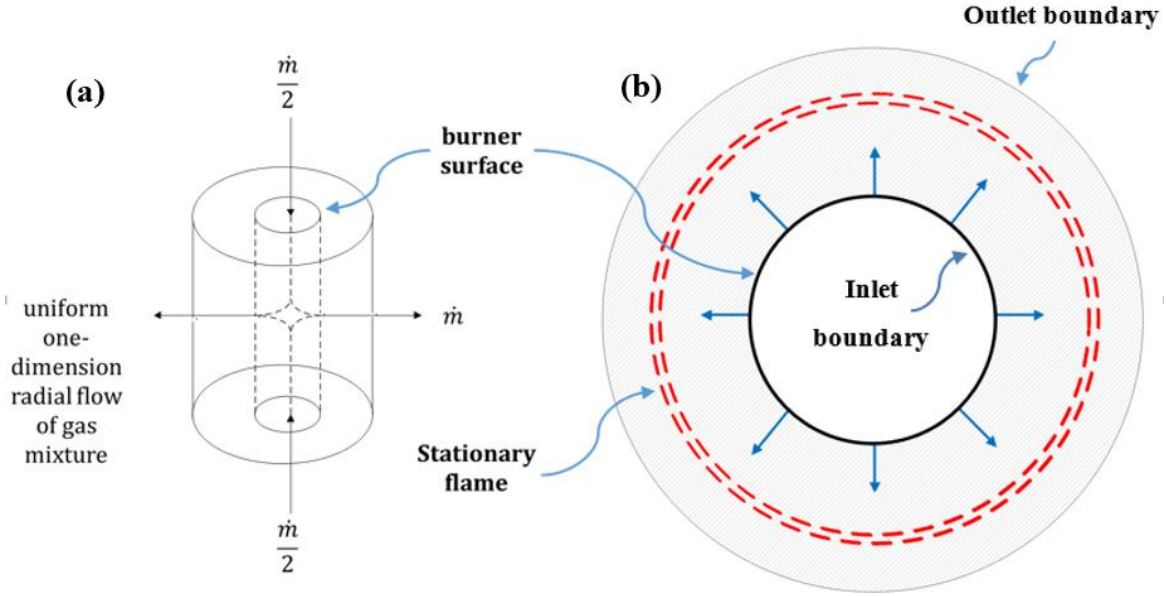 (a)
ṁ/2
burner
surface
uniform
one-
dimension
radial flow
of gas
mixture
ṁ
ṁ/2
(b)
Outlet boundary
Inlet
boundary
Stationary
flame